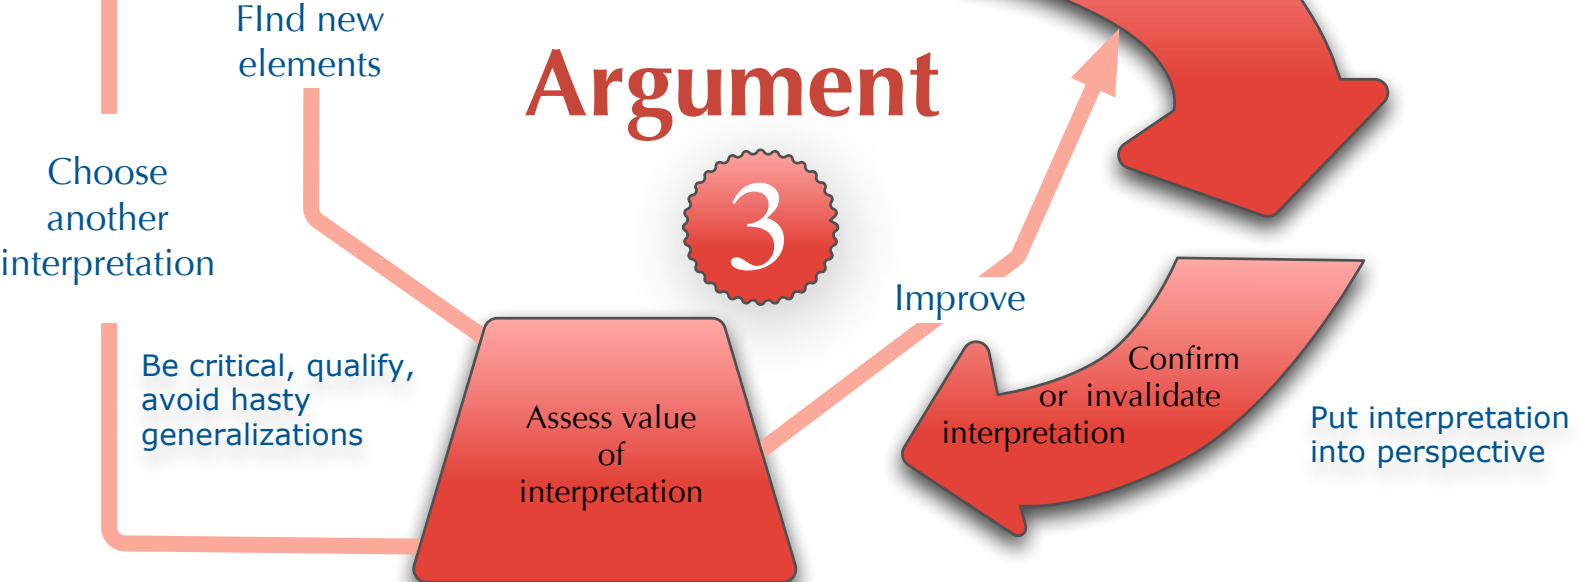 FInd new
elements
Argument
Choose
another
interpretation
3
Improve
Be critical, qualify,
avoid hasty
generalizations
Assess value
of
interpretation
Confirm
or invalidate
interpretation
Put interpretation
into perspective